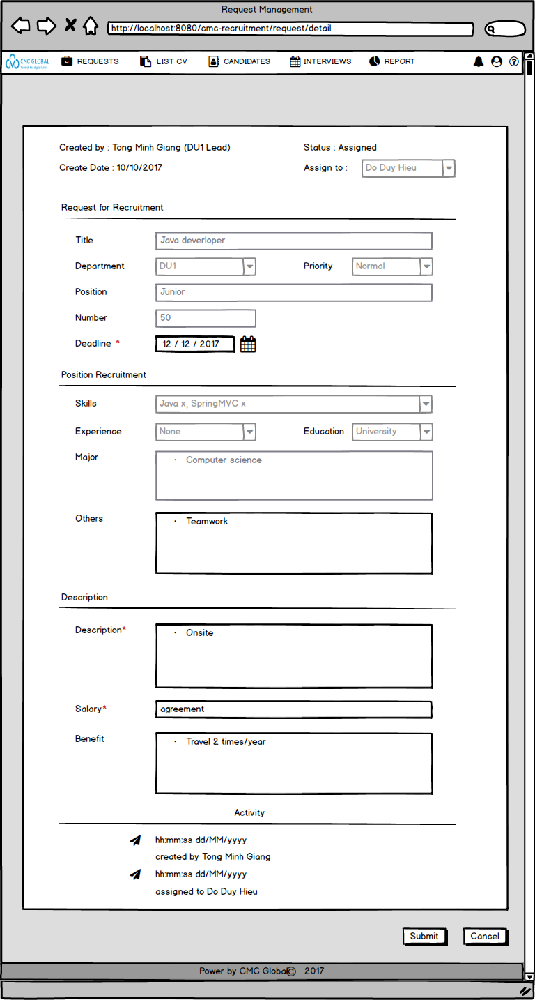 Request Management
http://localhost:8080/cmc-recruitment/request/detail
CMC GLOBAL REQUESTS LIST CV CANDIDATES INTERVIEWS REPORT
Created by : Tong Minh Giang (DU1 Lead) Status : Assigned
Create Date : 10/10/2017 Assign to : Do Duy Hieu
Request for Recruitment
Title Java deverloper
Department DU1 Priority Normal
Position Junior
Number 50
Deadline * 12 / 12 / 2017
Position Recruitment
Skills Java x, SpringMVC x
Experience None Education University
Major · Computer science
Others · Teamwork
Description
Description* · Onsite
Salary* agreement
Benefit · Travel 2 times/year
Activity
hh:mm:ss dd/MM/yyyy
created by Tong Minh Giang
hh:mm:ss dd/MM/yyyy
assigned to Do Duy Hieu
Submit Cancel
Power by CMC Global© 2017